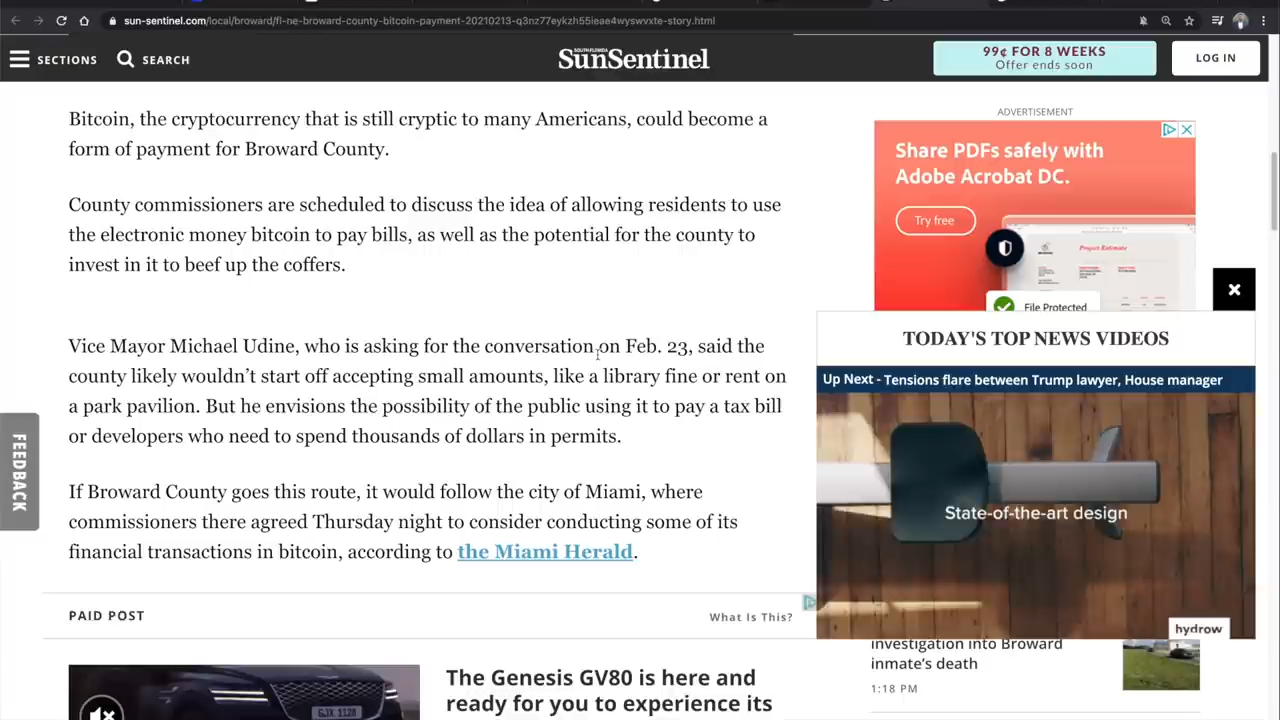 sun-sentinel.com/local/broward/fl-ne-broward-county-bitcoin-payment-20210213-q3nz77eykzh55ieae4wyswvxte-story.html
SECTIONS
SEARCH
SOUTH FLORIDA
SunSentinel
99¢ FOR 8 WEEKS
Offer ends soon
LOG IN
Bitcoin, the cryptocurrency that is still cryptic to many Americans, could become a
form of payment for Broward County.
County commissioners are scheduled to discuss the idea of allowing residents to use
the electronic money bitcoin to pay bills, as well as the potential for the county to
invest in it to beef up the coffers.
Vice Mayor Michael Udine, who is asking for the conversation on Feb. 23, said the
county likely wouldn’t start off accepting small amounts, like a library fine or rent on
a park pavilion. But he envisions the possibility of the public using it to pay a tax bill
or developers who need to spend thousands of dollars in permits.
If Broward County goes this route, it would follow the city of Miami, where
commissioners there agreed Thursday night to consider conducting some of its
financial transactions in bitcoin, according to the Miami Herald.
PAID POST
What Is This?
The Genesis GV80 is here and
ready for you to experience its
GJX 1128
FEEDBACK
ADVERTISEMENT
Share PDFs safely with
Adobe Acrobat DC.
Try free
Project Estimate
File Protected
TODAY'S TOP NEWS VIDEOS
Up Next - Tensions flare between Trump lawyer, House manager
State-of-the-art design
hydrow
investigation into Broward
inmate’s death
1:18 PM